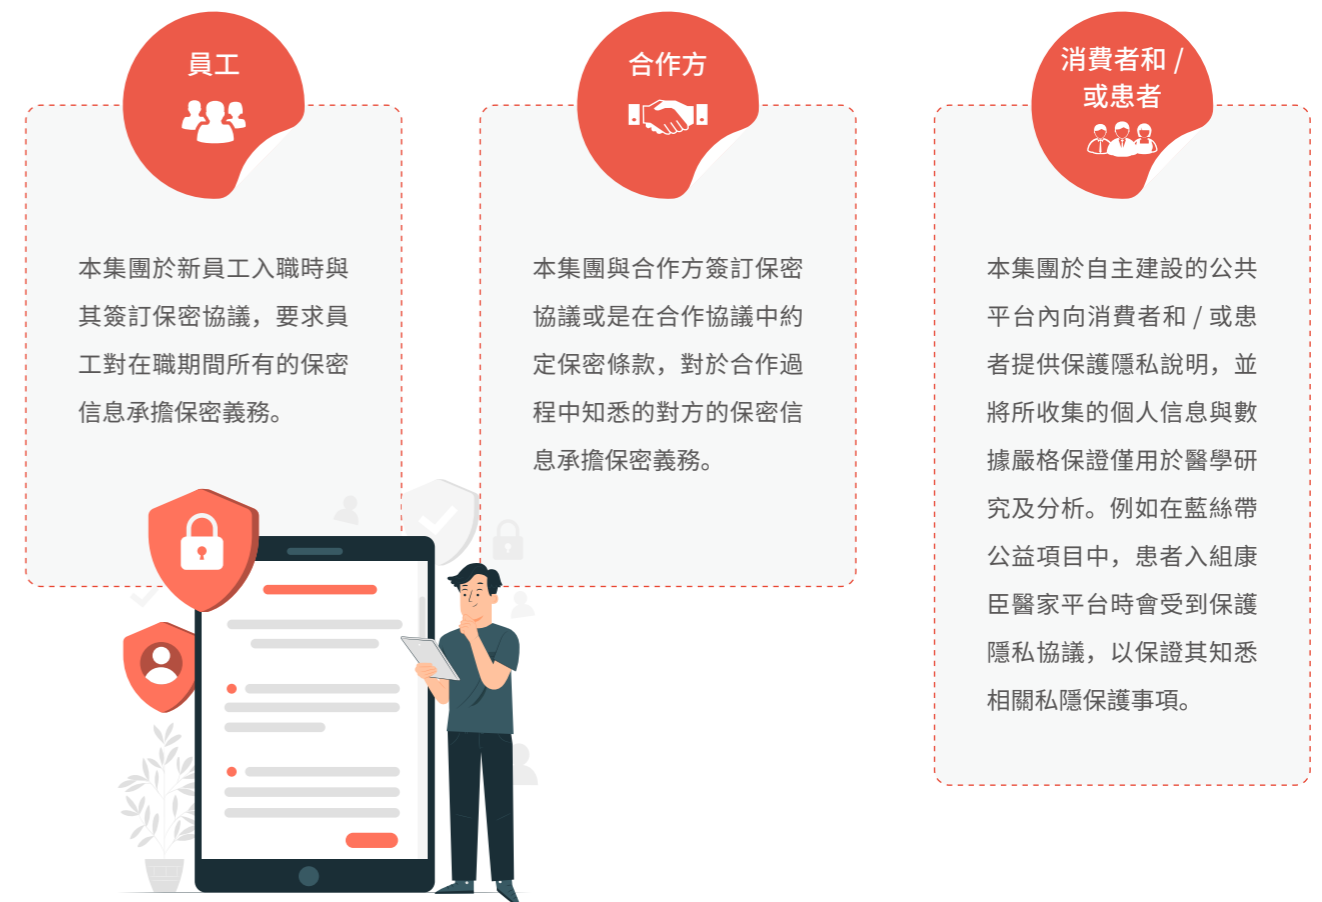 員工
本集團於新員工入職時與
其簽訂保密協議，要求員
工對在職期間所有的保密
信息承擔保密義務。
合作方
本集團與合作方簽訂保密
協議或是在合作協議中約
定保密條款，對於合作過
程中知悉的對方的保密信
息承擔保密義務。
消費者和 /
或患者
本集團於自主建設的公共
平台內向消費者和 / 或患
者提供保護隱私說明，並
將所收集的個人信息與數
據嚴格保證僅用於醫學研
究及分析。例如在藍絲帶
公益項目中，患者入組康
臣醫家平台時會受到保護
隱私協議，以保證其知悉
相關私隱保護事項。